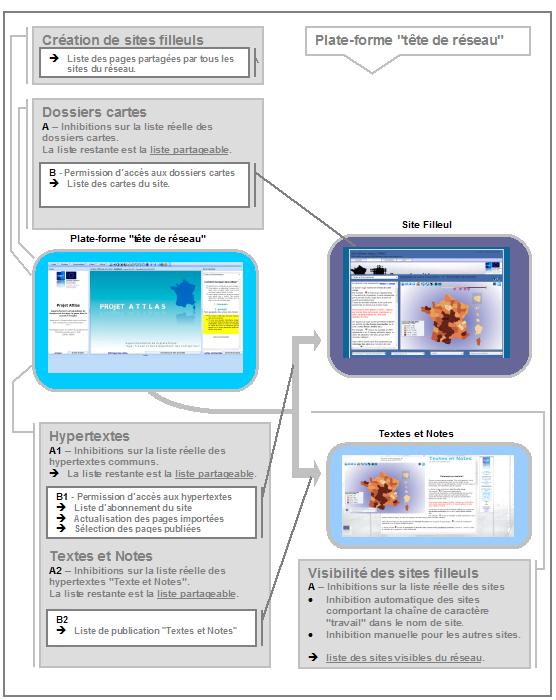 Création de sites filleuls
➔ Liste des pages partagées par tous les
sites du réseau.
Plate-forme "tête de réseau"
Dossiers cartes
A – Inhibitions sur la liste réelle des
dossiers cartes.
La liste restante est la liste partageable.
B - Permission d'accès aux dossiers cartes
➔ Liste des cartes du site.
Plate-forme "tête de réseau"
Projet Attlas
PROJET ATTLAS
Site Filleul
Hypertextes
A1 – Inhibitions sur la liste réelle des
hypertextes communs.
➔ La liste restante est la liste partageable.
B1 - Permission d'accès aux hypertextes
➔ Liste d'abonnement du site
➔ Actualisation des pages importées
➔ Sélection des pages publiées
Textes et Notes
A2 – Inhibitions sur la liste réelle des
hypertextes "Texte et Notes".
La liste restante est la liste partageable.
B2
➔ Liste de publication "Textes et Notes"
Textes et Notes
Textes et Notes
Visibilité des sites filleuls
A – Inhibitions sur la liste réelle des sites
• Inhibition automatique des sites
comportant la chaîne de caractère
"travail" dans le nom de site.
• Inhibition manuelle pour les autres sites.
➔ liste des sites visibles du réseau.